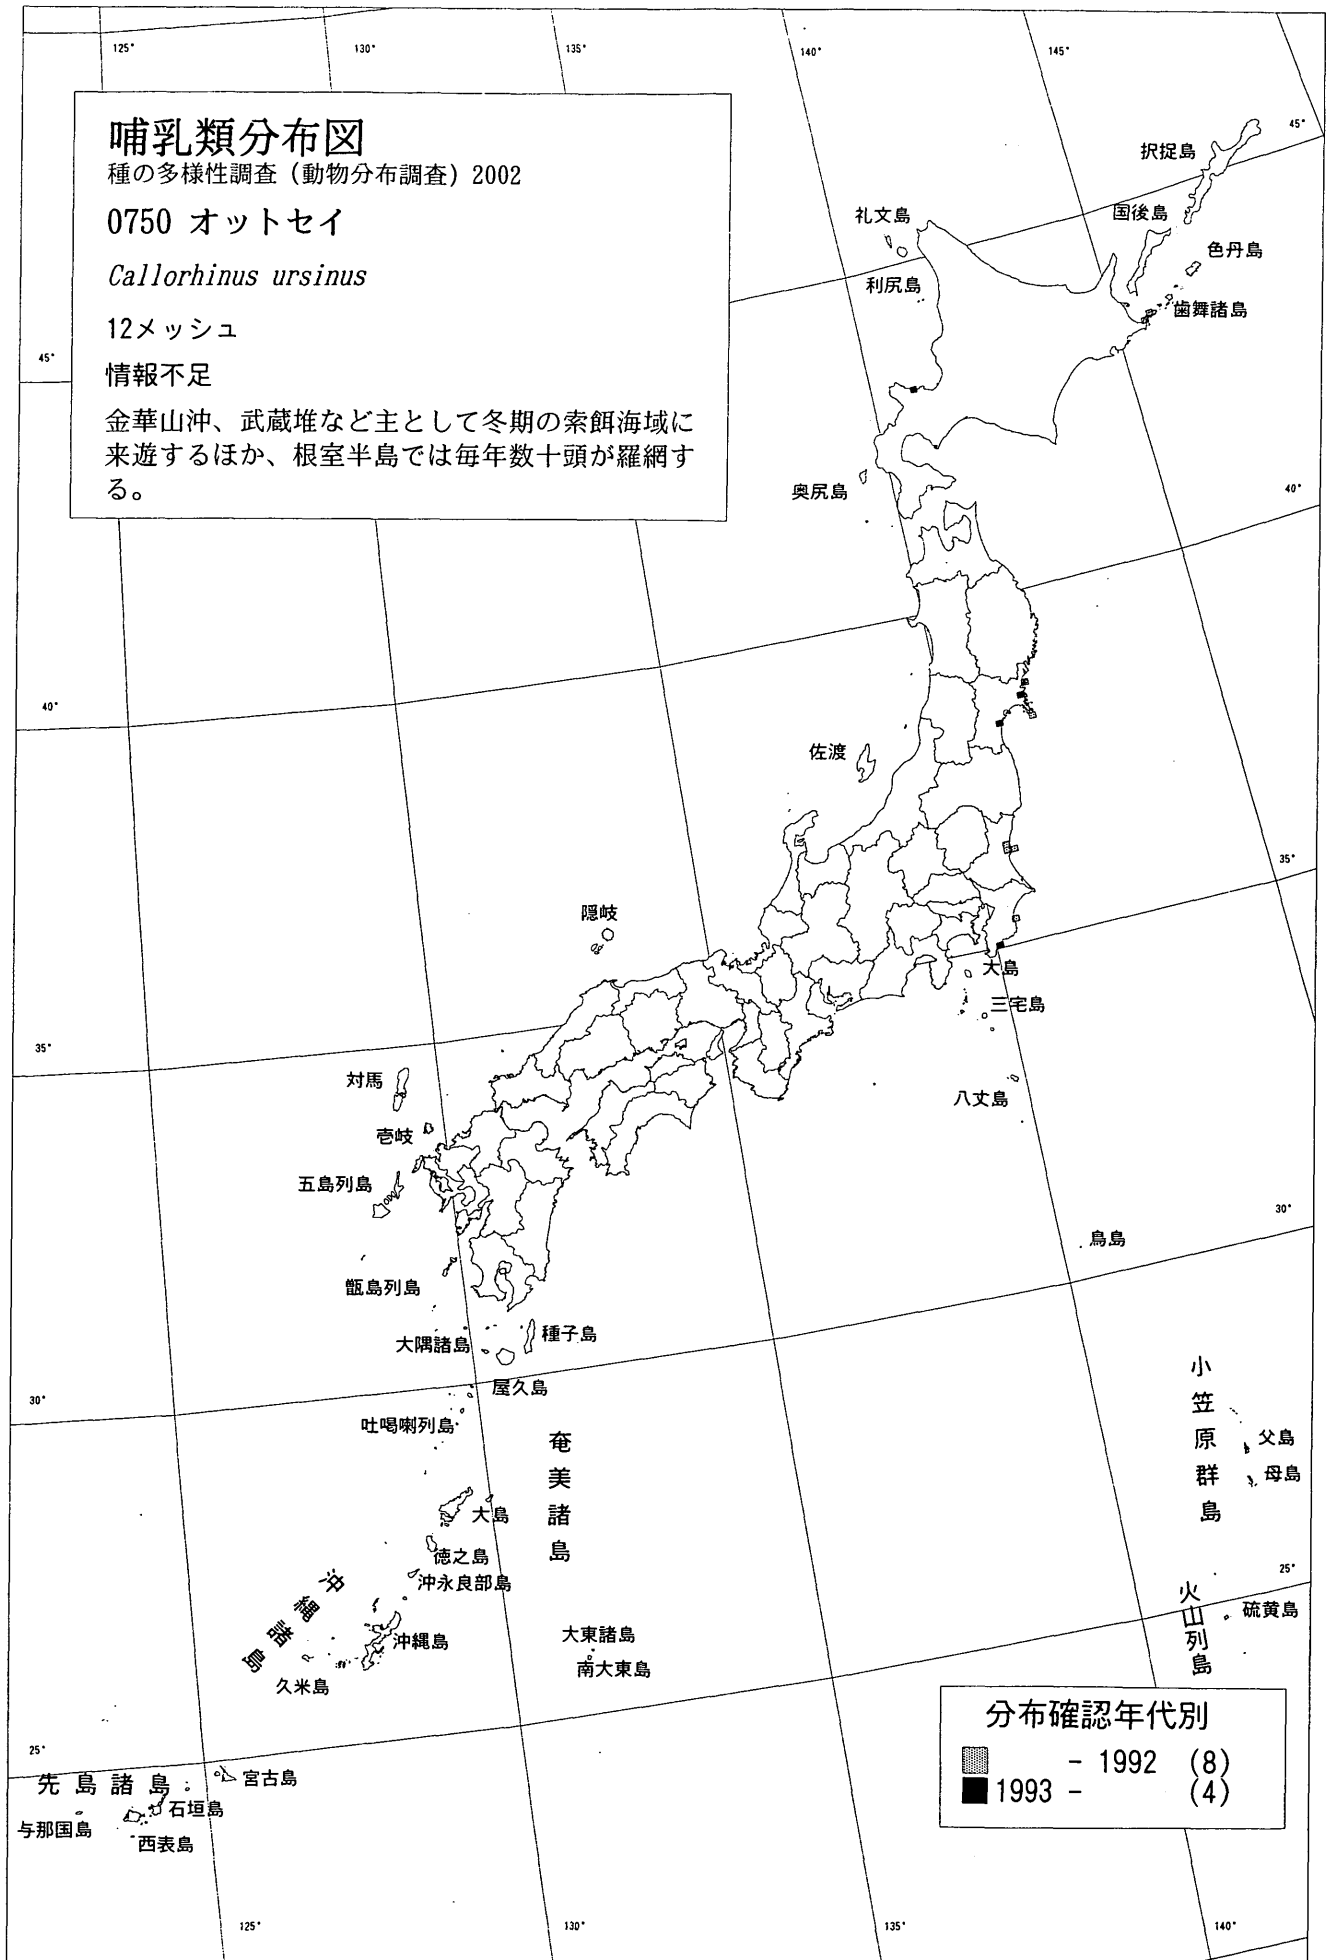 125°
130°
135°
140°
145°
哺乳類分布図
種の多様性調査（動物分布調査）2002
0750 オットセイ
Callorhinus ursinus
12メッシュ
情報不足
金華山沖、武蔵堆など主として冬期の索餌海域に
来遊するほか、根室半島では毎年数十頭が羅網す
る。
45°
択捉島
国後島
色丹島
歯舞諸島
礼文島
利尻島
45°
奥尻島
40°
40°
佐渡
35°
隠岐
大島
三宅島
八丈島
35°
対馬
壱岐
五島列島
甑島列島
30°
鳥島
大隅諸島
種子島
屋久島
30°
吐噶喇列島
奄美諸島
大島
徳之島
沖永良部島
小笠原群島
父島
母島
25°
火山列島
硫黄島
沖縄諸島
沖縄島
久米島
大東諸島
南大東島
25°
先島諸島
宮古島
石垣島
与那国島
西表島
分布確認年代別
- 1992 (8)
1993 - (4)
125°
130°
135°
140°